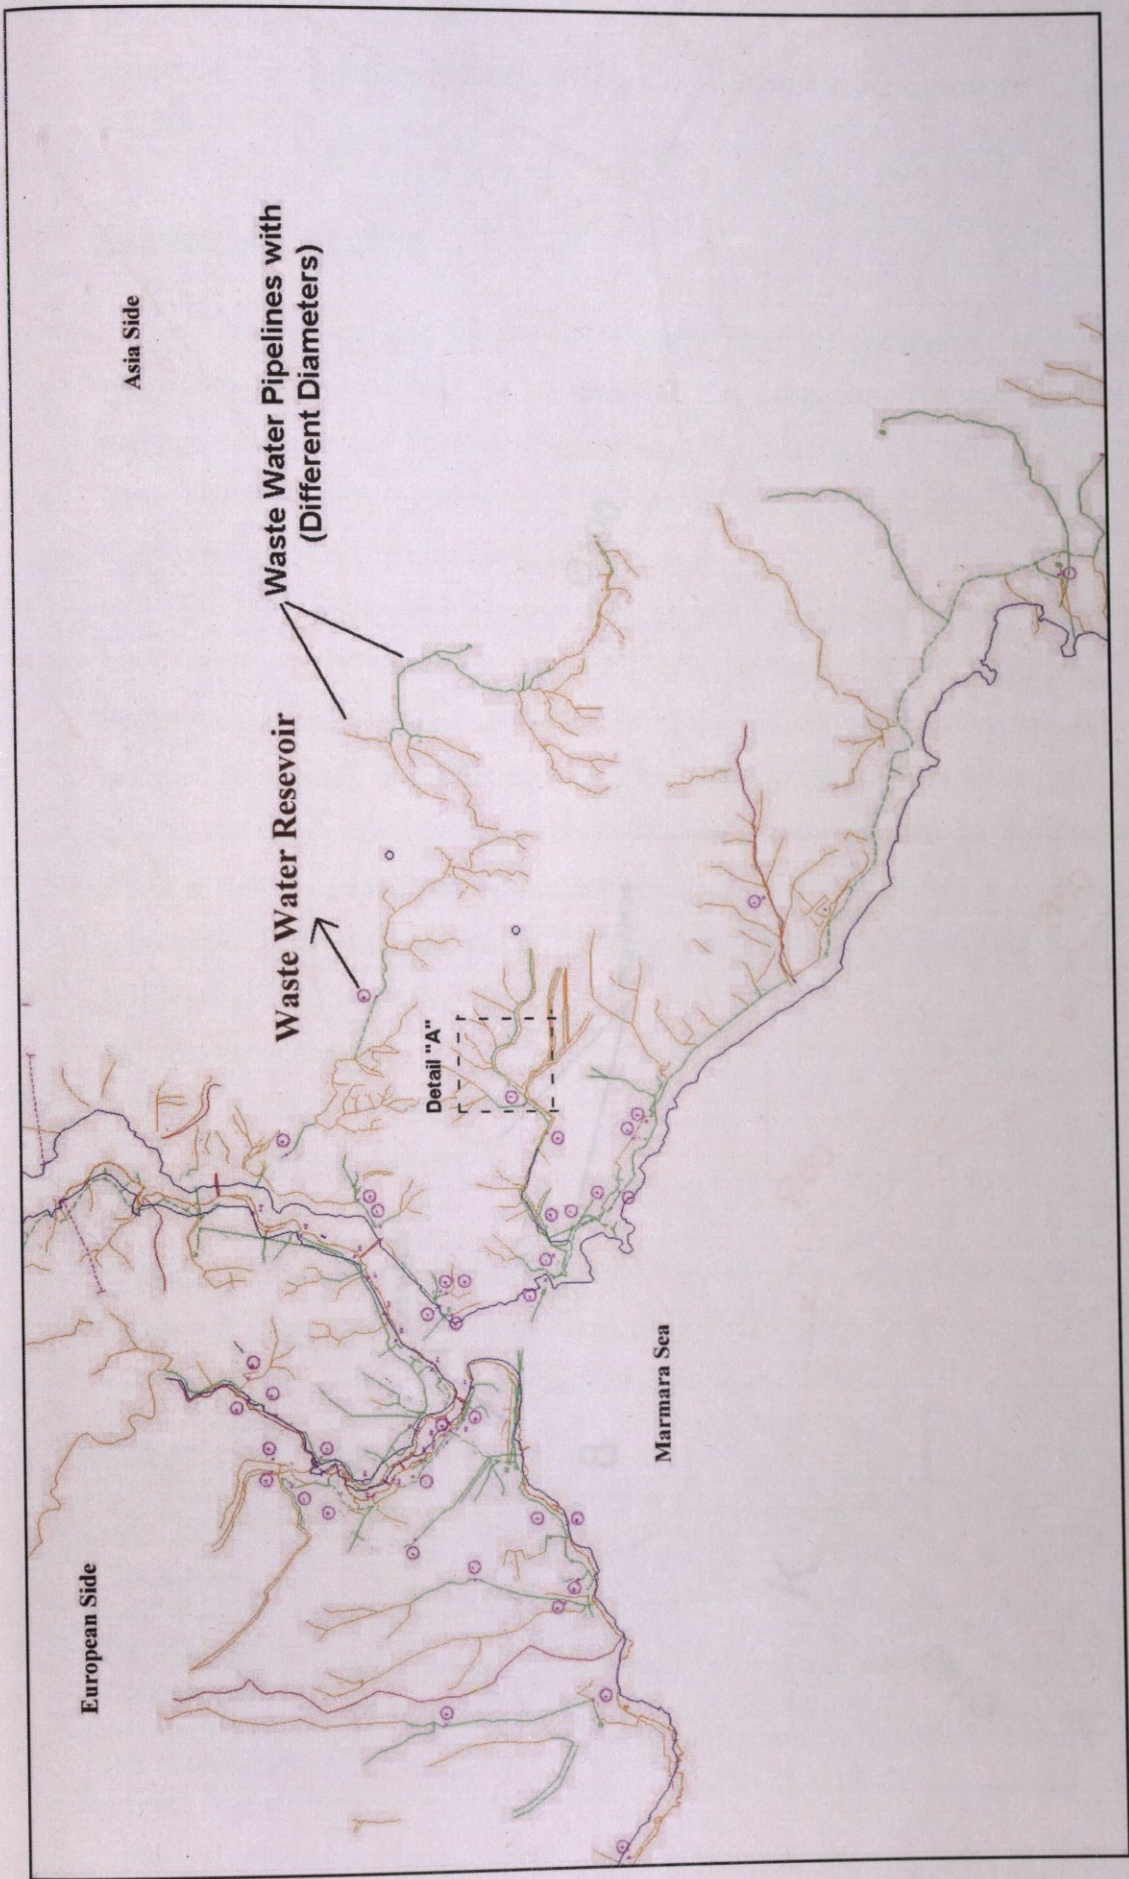 Asia Side
Waste Water Pipelines with
(Different Diameters)
Waste Water Resevoir
Detail "A"
European Side
Marmara Sea